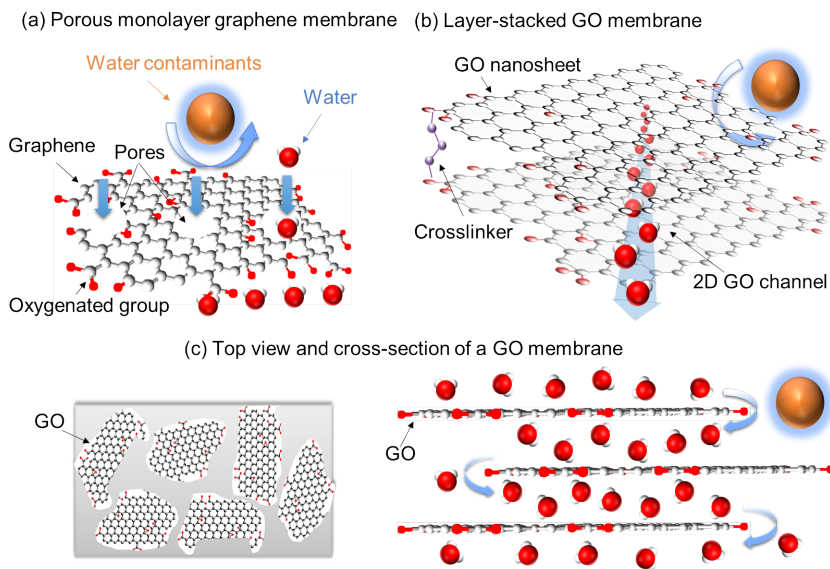 (a) Porous monolayer graphene membrane
Water contaminants
Water
Graphene
Pores
Oxygenated group
(b) Layer-stacked GO membrane
GO nanosheet
Crosslinker
2D GO channel
(c) Top view and cross-section of a GO membrane
GO
GO